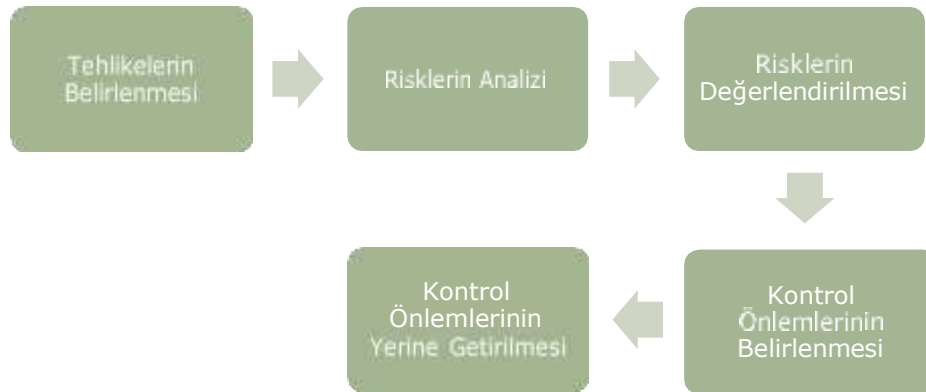 Tehlikelerin
Belirlenmesi
Risklerin Analizi
Risklerin
Değerlendirilmesi
Kontrol
Önlemlerinin
Belirlenmesi
Kontrol
Önlemlerinin
Yerine Getirilmesi